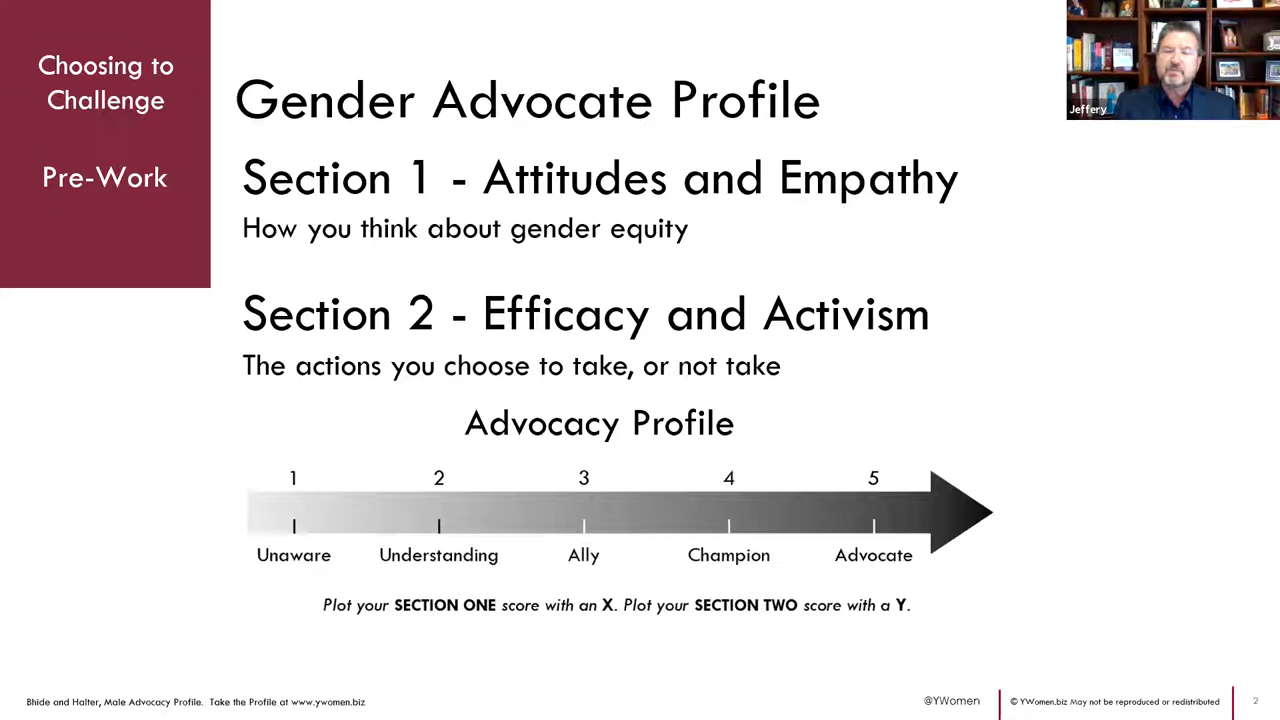 Choosing to
Challenge
Pre-Work
Gender Advocate Profile
Section 1 - Attitudes and Empathy
How you think about gender equity
Section 2 - Efficacy and Activism
The actions you choose to take, or not take
Advocacy Profile
1 2 3 4 5
Unaware Understanding Ally Champion Advocate
Plot your SECTION ONE score with an X. Plot your SECTION TWO score with a Y.
Jeffery
Bhide and Halter, Male Advocacy Profile. Take the Profile at www.ywomen.biz
@YWomen
© YWomen.biz May not be reproduced or redistributed
2